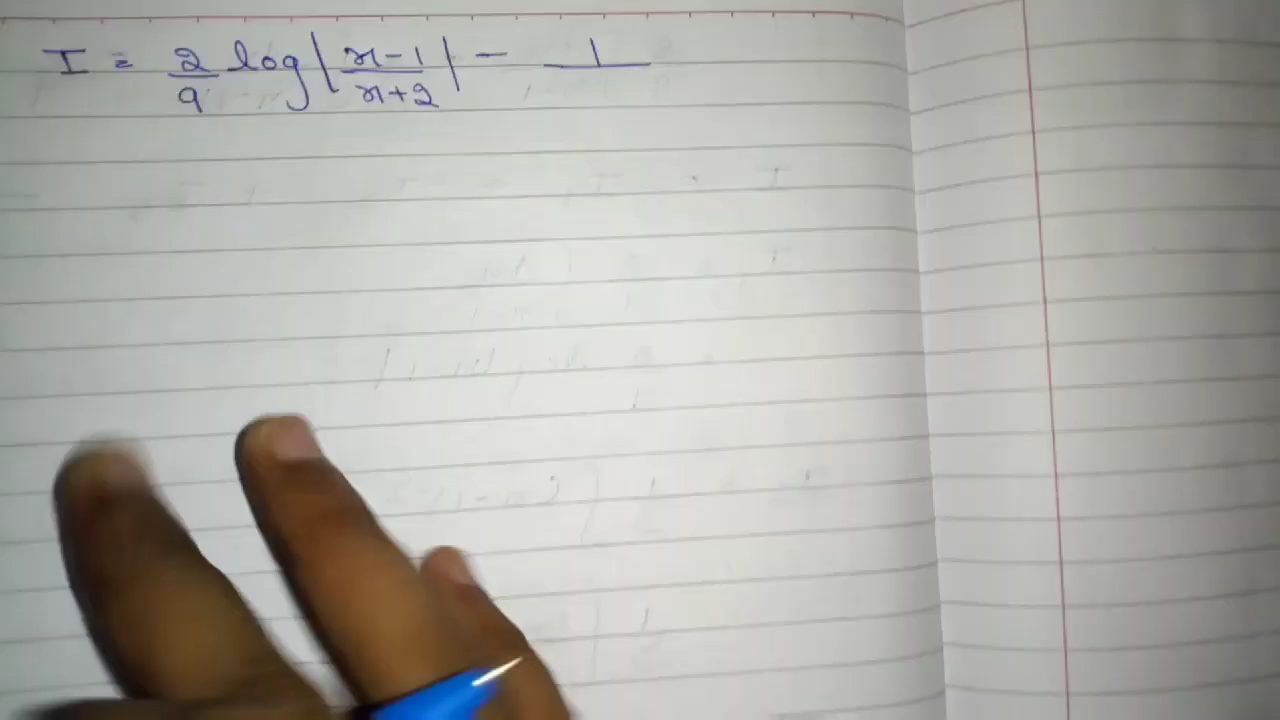 I = 2/9 log|x-1/x+2| - 1/